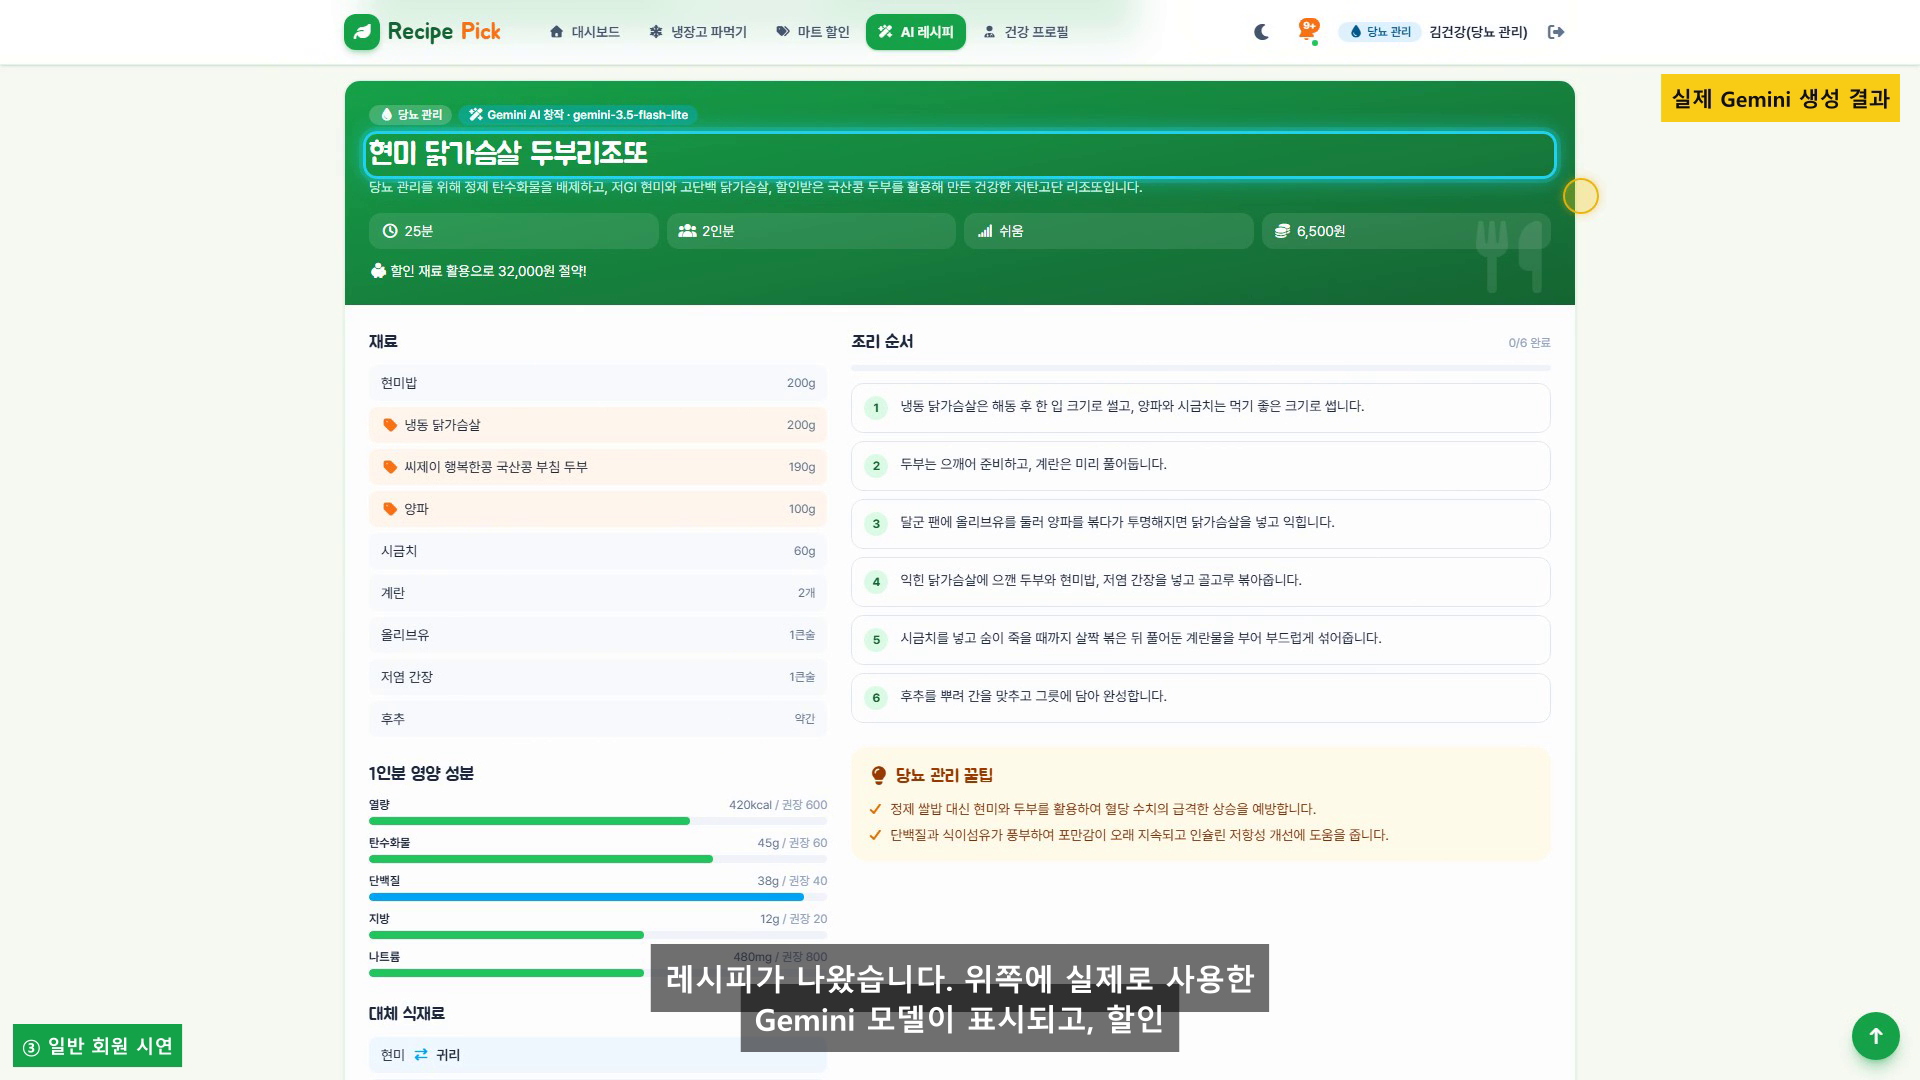 Recipe Pick
대시보드
냉장고 파먹기
마트 할인
AI 레시피
건강 프로필
9+
당뇨 관리
김건강(당뇨 관리)
실제 Gemini 생성 결과
당뇨 관리
Gemini AI 창작 · gemini-3.5-flash-lite
현미 닭가슴살 두부리조또
당뇨 관리를 위해 정제 탄수화물을 배제하고, 저GI 현미와 고단백 닭가슴살, 할인받은 국산콩 두부를 활용해 만든 건강한 저탄고단 리조또입니다.
25분
2인분
쉬움
6,500원
할인 재료 활용으로 32,000원 절약!
재료
현미밥 200g
냉동 닭가슴살 200g
씨제이 행복한콩 국산콩 부침 두부 190g
양파 100g
시금치 60g
계란 2개
올리브유 1큰술
저염 간장 1큰술
후추 약간
1인분 영양 성분
열량 420kcal / 권장 600
탄수화물 45g / 권장 60
단백질 38g / 권장 40
지방 12g / 권장 20
나트륨 480mg / 권장 800
대체 식재료
현미 ⇄ 귀리
조리 순서 0/6 완료
1 냉동 닭가슴살은 해동 후 한 입 크기로 썰고, 양파와 시금치는 먹기 좋은 크기로 썹니다.
2 두부는 으깨어 준비하고, 계란은 미리 풀어둡니다.
3 달군 팬에 올리브유를 둘러 양파를 볶다가 투명해지면 닭가슴살을 넣고 익힙니다.
4 익힌 닭가슴살에 으깬 두부와 현미밥, 저염 간장을 넣고 골고루 볶아줍니다.
5 시금치를 넣고 숨이 죽을 때까지 살짝 볶은 뒤 풀어둔 계란물을 부어 부드럽게 섞어줍니다.
6 후추를 뿌려 간을 맞추고 그릇에 담아 완성합니다.
당뇨 관리 꿀팁
정제 쌀밥 대신 현미와 두부를 활용하여 혈당 수치의 급격한 상승을 예방합니다.
단백질과 식이섬유가 풍부하여 포만감이 오래 지속되고 인슐린 저항성 개선에 도움을 줍니다.
레시피가 나왔습니다. 위쪽에 실제로 사용한
Gemini 모델이 표시되고, 할인
③ 일반 회원 시연